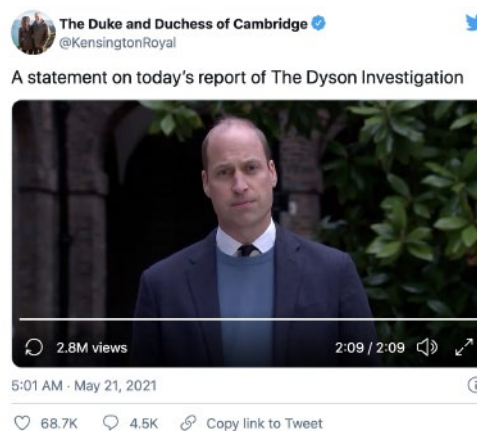 The Duke and Duchess of Cambridge
@KensingtonRoyal
A statement on today's report of The Dyson Investigation
2.8M views
2:09 / 2:09
5:01 AM · May 21, 2021
68.7K
4.5K
Copy link to Tweet